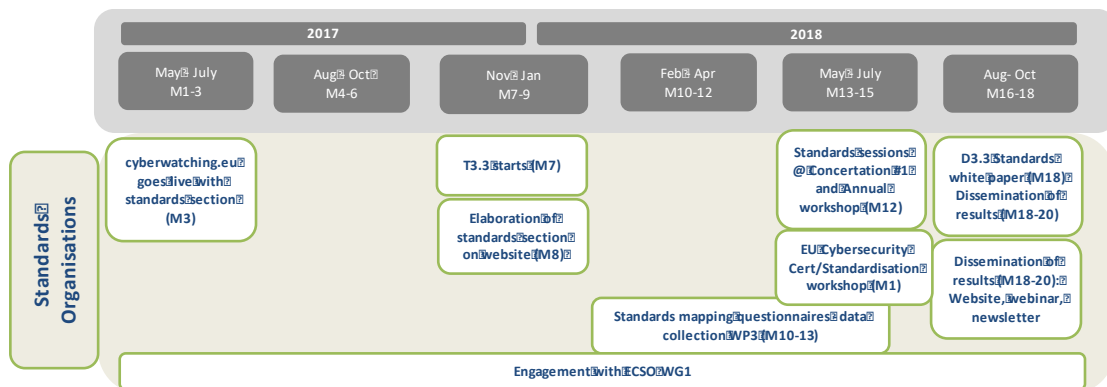 2017
2018
May - July
M1-3
Aug - Oct
M4-6
Nov - Jan
M7-9
Feb - Apr
M10-12
May - July
M13-15
Aug- Oct
M16-18
Standards
Organisations
cyberwatching.eu
goes live with
standards section
(M3)
T3.3 starts (M7)
Elaboration of
standards section
on website (M8)
Standards sessions
@ Concertation #1
and Annual
workshop (M12)
EU Cybersecurity
Cert/Standardisation
workshop (M1)
D3.3 Standards
white paper (M18)
Dissemination of
results (M18-20)
Dissemination of
results (M18-20):
Website, webinar,
newsletter
Standards mapping questionnaires - data
collection WP3 (M10-13)
Engagement with ECSO WG1